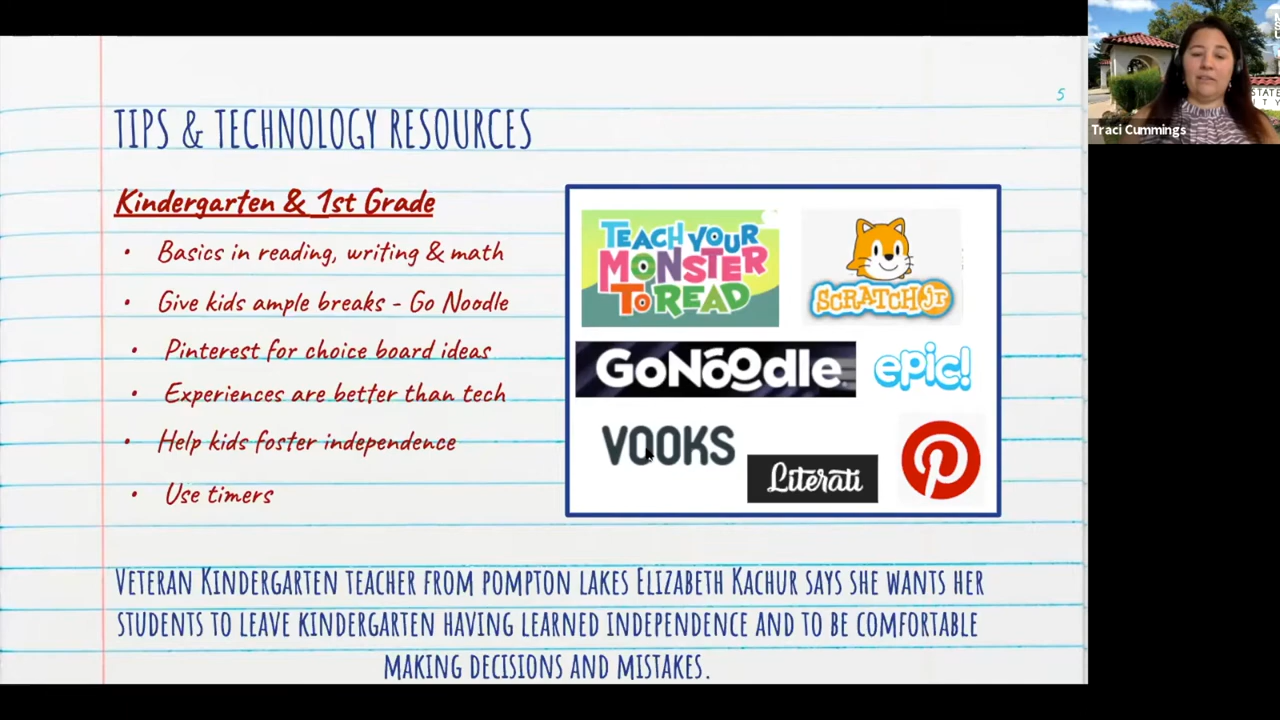 5
TIPS & TECHNOLOGY RESOURCES
Kindergarten & 1st Grade
• Basics in reading, writing & math
• Give kids ample breaks - Go Noodle
• Pinterest for choice board ideas
• Experiences are better than tech
• Help kids foster independence
• Use timers
TEACH YOUR
MONSTER
TO READ
SCRATCH jr
GoNoodle
epic!
VOOKS
Literati
VETERAN KINDERGARTEN TEACHER FROM POMPTON LAKES ELIZABETH KACHUR SAYS SHE WANTS HER
STUDENTS TO LEAVE KINDERGARTEN HAVING LEARNED INDEPENDENCE AND TO BE COMFORTABLE
MAKING DECISIONS AND MISTAKES.
STATE
Traci Cummings